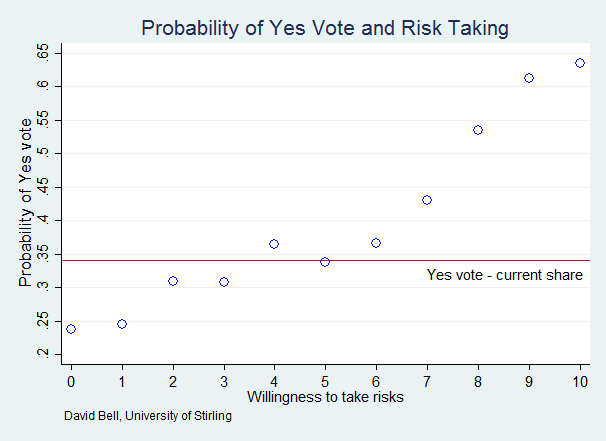 Probability of Yes Vote and Risk Taking
Probability of Yes vote
.65
.6
.55
.5
.45
.4
.35
.3
.25
.2
Yes vote - current share
0 1 2 3 4 5 6 7 8 9 10
Willingness to take risks
David Bell, University of Stirling